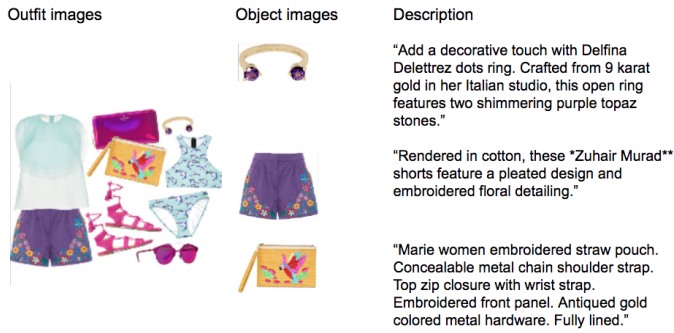 Outfit images
Object images
Description
“Add a decorative touch with Delfina
Delettrez dots ring. Crafted from 9 karat
gold in her Italian studio, this open ring
features two shimmering purple topaz
stones.”
“Rendered in cotton, these *Zuhair Murad**
shorts feature a pleated design and
embroidered floral detailing.”
“Marie women embroidered straw pouch.
Concealable metal chain shoulder strap.
Top zip closure with wrist strap.
Embroidered front panel. Antiqued gold
colored metal hardware. Fully lined.”